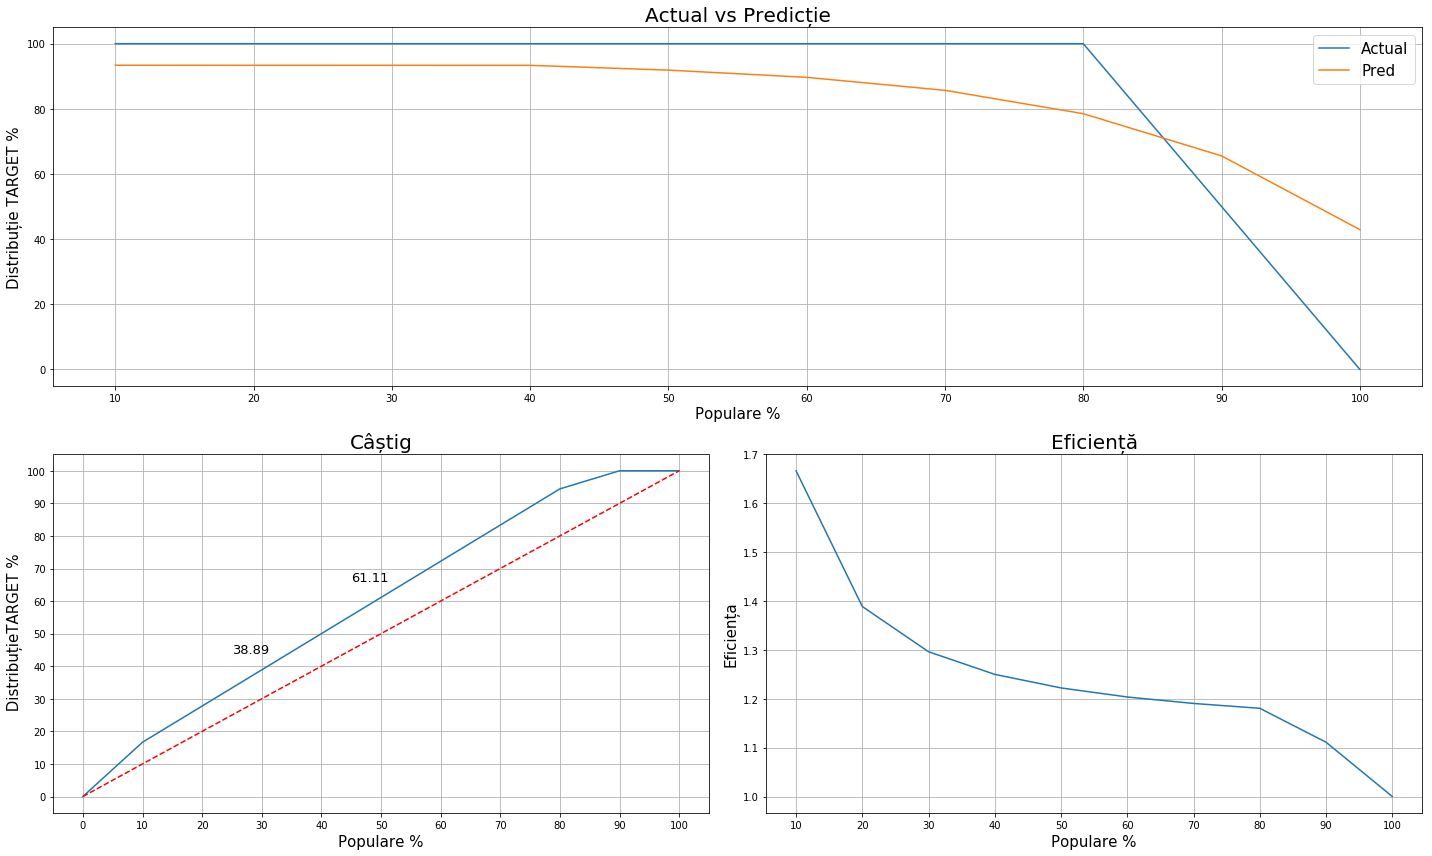 Actual vs Predicție
Actual
Pred
Distribuție TARGET %
100
80
60
40
20
0
10 20 30 40 50 60 70 80 90 100
Populare %
Câștig
DistribuțieTARGET %
100
90
80
70
60
50
40
30
20
10
0
61.11
38.89
0 10 20 30 40 50 60 70 80 90 100
Populare %
Eficiență
Eficiența
1.7
1.6
1.5
1.4
1.3
1.2
1.1
1.0
10 20 30 40 50 60 70 80 90 100
Populare %